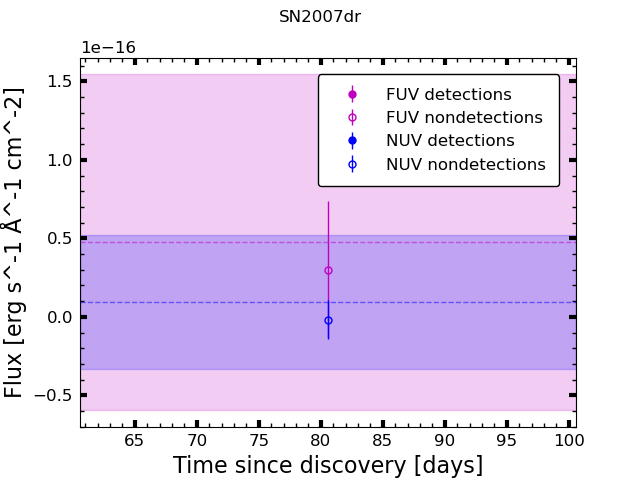 SN2007dr
1e−16
1.5
1.0
0.5
0.0
−0.5
Flux [erg s^-1 Å^-1 cm^-2]
FUV detections
FUV nondetections
NUV detections
NUV nondetections
65 70 75 80 85 90 95 100
Time since discovery [days]